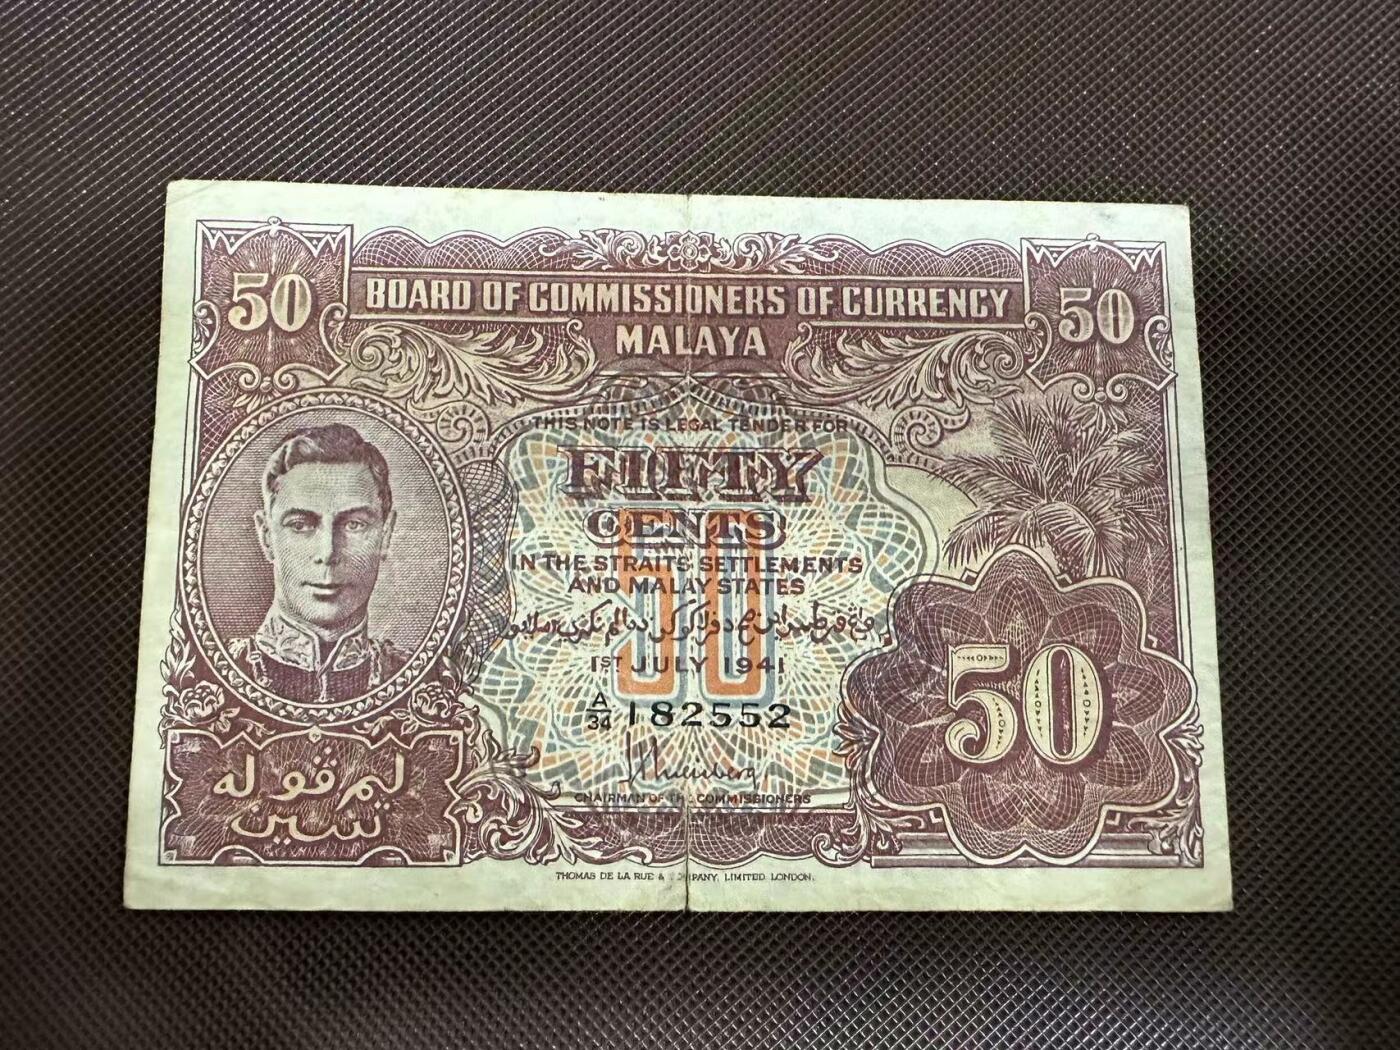 50
BOARD OF COMMISSIONERS OF CURRENCY
50
MALAYA
THIS NOTE IS LEGAL TENDER FOR
FIFTY
CENTS
50
IN THE STRAITS SETTLEMENTS
AND MALAY STATES
1ST JULY 1941
A/34 182552
CHAIRMAN OF THE COMMISSIONERS
50
ليم ڤوله
سين
THOMAS DE LA RUE & COMPANY, LIMITED. LONDON.